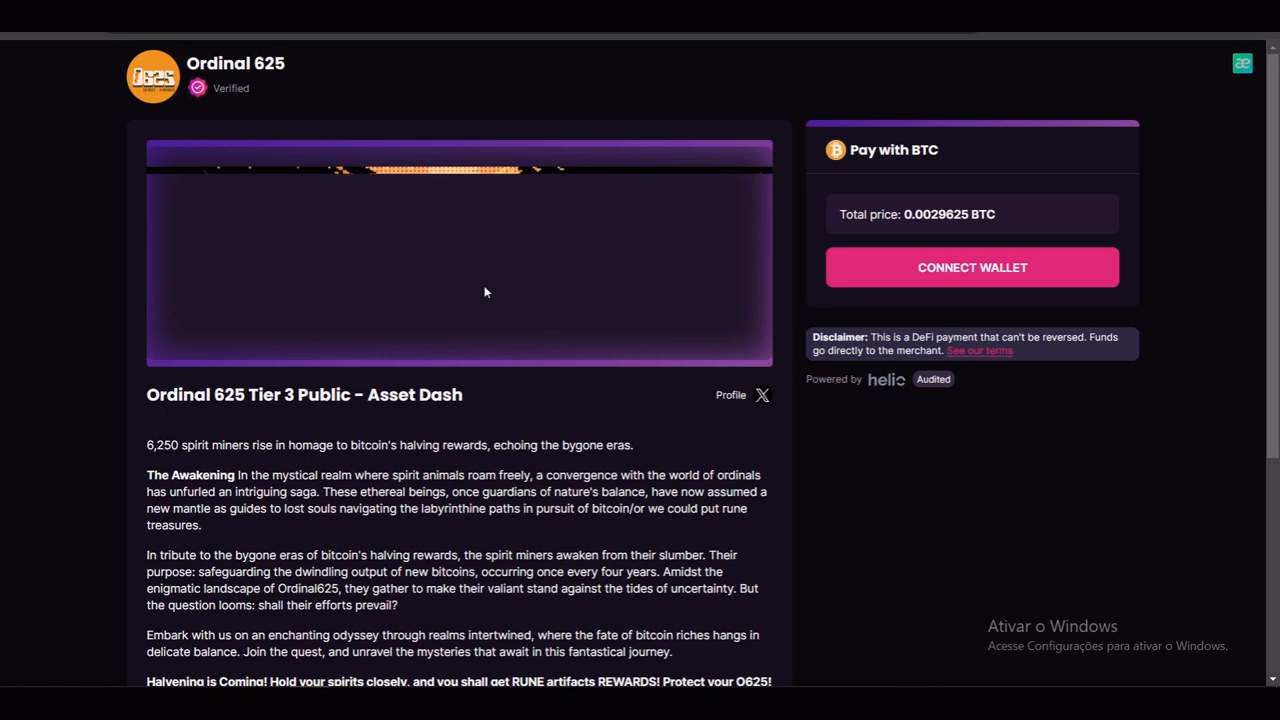 Ordinal 625
Verified
O625
æ
Pay with BTC
Total price: 0.0029625 BTC
CONNECT WALLET
Disclaimer: This is a DeFi payment that can't be reversed. Funds
go directly to the merchant. See our terms
Powered by helio Audited
Ordinal 625 Tier 3 Public - Asset Dash
Profile X
6,250 spirit miners rise in homage to bitcoin's halving rewards, echoing the bygone eras.
The Awakening In the mystical realm where spirit animals roam freely, a convergence with the world of ordinals
has unfurled an intriguing saga. These ethereal beings, once guardians of nature's balance, have now assumed a
new mantle as guides to lost souls navigating the labyrinthine paths in pursuit of bitcoin/or we could put rune
treasures.
In tribute to the bygone eras of bitcoin's halving rewards, the spirit miners awaken from their slumber. Their
purpose: safeguarding the dwindling output of new bitcoins, occurring once every four years. Amidst the
enigmatic landscape of Ordinal625, they gather to make their valiant stand against the tides of uncertainty. But
the question looms: shall their efforts prevail?
Embark with us on an enchanting odyssey through realms intertwined, where the fate of bitcoin riches hangs in
delicate balance. Join the quest, and unravel the mysteries that await in this fantastical journey.
Halvening is Coming! Hold your spirits closely, and you shall get RUNE artifacts REWARDS! Protect your O625!
Ativar o Windows
Acesse Configurações para ativar o Windows.